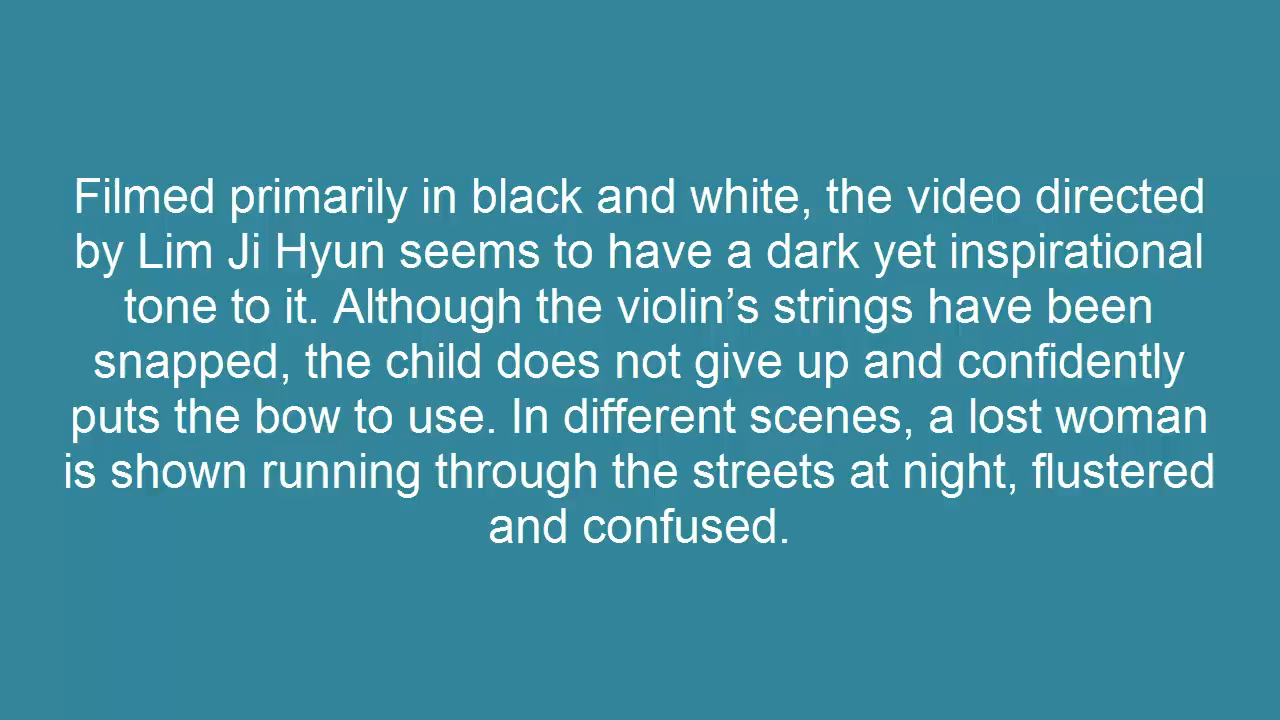 Filmed primarily in black and white, the video directed
by Lim Ji Hyun seems to have a dark yet inspirational
tone to it. Although the violin’s strings have been
snapped, the child does not give up and confidently
puts the bow to use. In different scenes, a lost woman
is shown running through the streets at night, flustered
and confused.